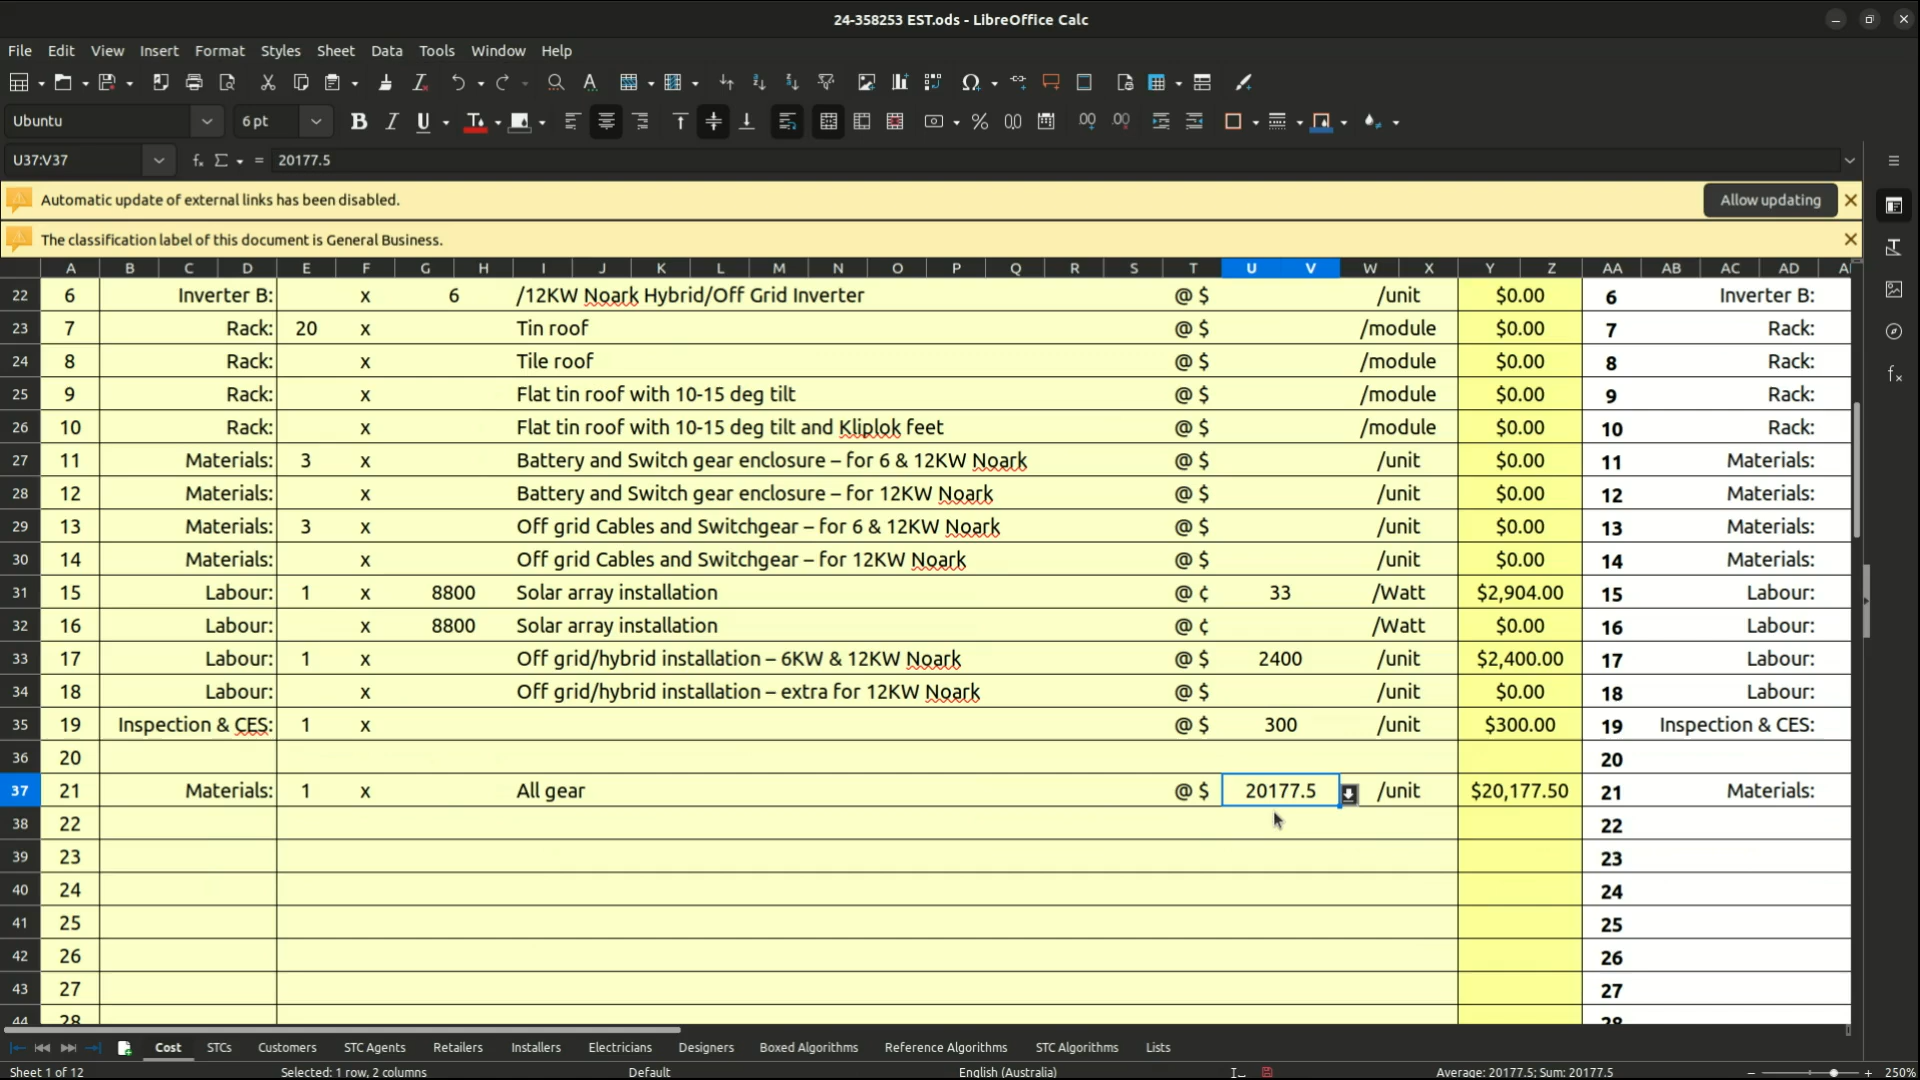 24-358253 EST.ods - LibreOffice Calc
File Edit View Insert Format Styles Sheet Data Tools Window Help
Ubuntu 6 pt
U37:V37 = 20177.5
Automatic update of external links has been disabled. Allow updating
The classification label of this document is General Business.
A B C D E F G H I J K L M N O P Q R S T U V W X Y Z AA AB AC AD
22 6 Inverter B: x 6 /12KW Noark Hybrid/Off Grid Inverter @ $ /unit $0.00 6 Inverter B:
23 7 Rack: 20 x Tin roof @ $ /module $0.00 7 Rack:
24 8 Rack: x Tile roof @ $ /module $0.00 8 Rack:
25 9 Rack: x Flat tin roof with 10-15 deg tilt @ $ /module $0.00 9 Rack:
26 10 Rack: x Flat tin roof with 10-15 deg tilt and Kliplok feet @ $ /module $0.00 10 Rack:
27 11 Materials: 3 x Battery and Switch gear enclosure – for 6 & 12KW Noark @ $ /unit $0.00 11 Materials:
28 12 Materials: x Battery and Switch gear enclosure – for 12KW Noark @ $ /unit $0.00 12 Materials:
29 13 Materials: 3 x Off grid Cables and Switchgear – for 6 & 12KW Noark @ $ /unit $0.00 13 Materials:
30 14 Materials: x Off grid Cables and Switchgear – for 12KW Noark @ $ /unit $0.00 14 Materials:
31 15 Labour: 1 x 8800 Solar array installation @ ¢ 33 /Watt $2,904.00 15 Labour:
32 16 Labour: x 8800 Solar array installation @ ¢ /Watt $0.00 16 Labour:
33 17 Labour: 1 x Off grid/hybrid installation – 6KW & 12KW Noark @ $ 2400 /unit $2,400.00 17 Labour:
34 18 Labour: x Off grid/hybrid installation – extra for 12KW Noark @ $ /unit $0.00 18 Labour:
35 19 Inspection & CES: 1 x @ $ 300 /unit $300.00 19 Inspection & CES:
36 20 20
37 21 Materials: 1 x All gear @ $ 20177.5 /unit $20,177.50 21 Materials:
38 22 22
39 23 23
40 24 24
41 25 25
42 26 26
43 27 27
44 28 28
Cost STCs Customers STC Agents Retailers Installers Electricians Designers Boxed Algorithms Reference Algorithms STC Algorithms Lists
Sheet 1 of 12 Selected: 1 row, 2 columns Default English (Australia) Average: 20177.5; Sum: 20177.5 250%